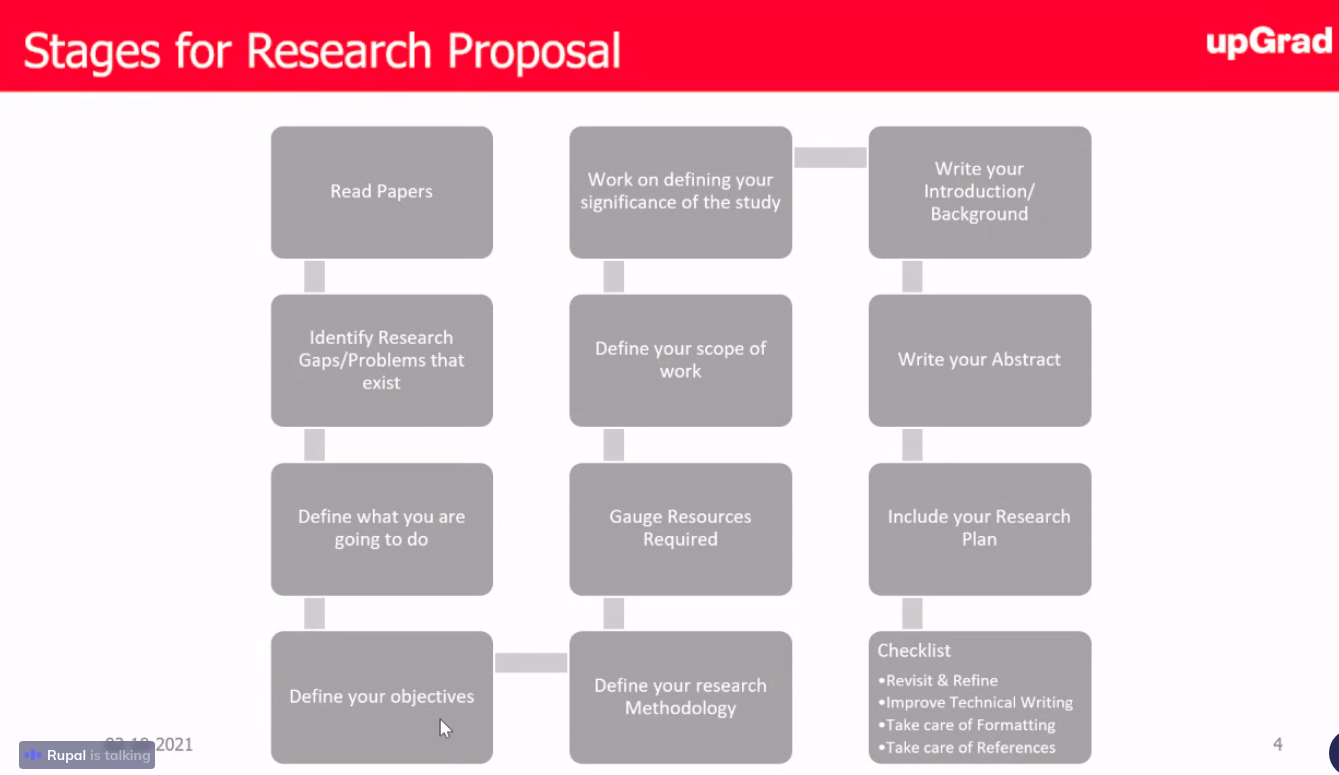 Stages for Research Proposal
upGrad
Read Papers
Identify Research
Gaps/Problems that
exist
Define what you are
going to do
Define your objectives
Define your research
Methodology
Gauge Resources
Required
Define your scope of
work
Work on defining your
significance of the study
Write your
Introduction/
Background
Write your Abstract
Include your Research
Plan
Checklist
•Revisit & Refine
•Improve Technical Writing
•Take care of Formatting
•Take care of References
2021
Rupal is talking
4